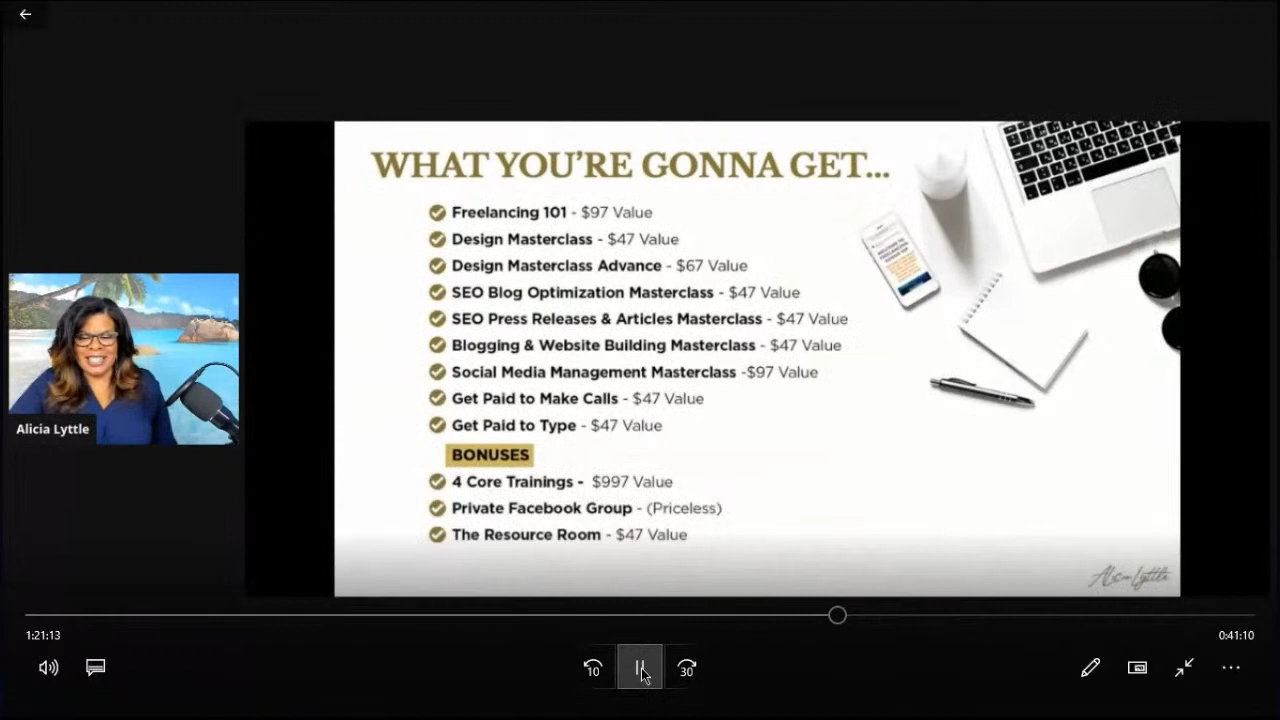 WHAT YOU'RE GONNA GET...
Freelancing 101 - $97 Value
Design Masterclass - $47 Value
Design Masterclass Advance - $67 Value
SEO Blog Optimization Masterclass - $47 Value
SEO Press Releases & Articles Masterclass - $47 Value
Blogging & Website Building Masterclass - $47 Value
Social Media Management Masterclass -$97 Value
Get Paid to Make Calls - $47 Value
Get Paid to Type - $47 Value
BONUSES
4 Core Trainings - $997 Value
Private Facebook Group - (Priceless)
The Resource Room - $47 Value
Alicia Lyttle
Alicia Lyttle
1:21:13
0:41:10
10
30